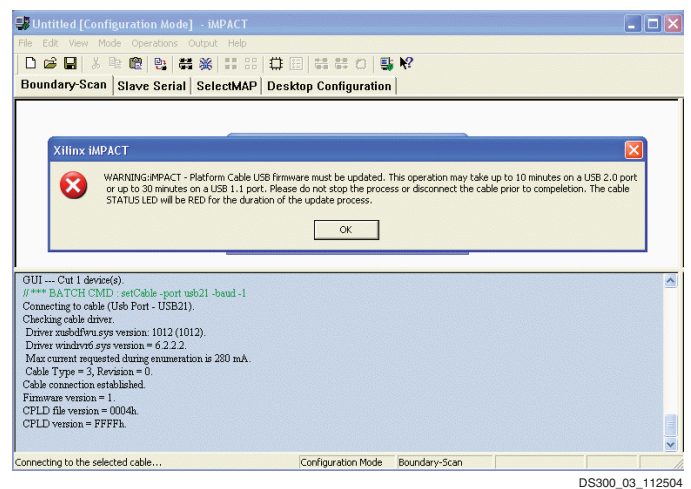 Untitled [Configuration Mode] - iMPACT
File Edit View Mode Operations Output Help
Boundary-Scan Slave Serial SelectMAP Desktop Configuration
Xilinx iMPACT
WARNING:iMPACT - Platform Cable USB firmware must be updated. This operation may take up to 10 minutes on a USB 2.0 port
or up to 30 minutes on a USB 1.1 port. Please do not stop the process or disconnect the cable prior to compeletion. The cable
STATUS LED will be RED for the duration of the update process.
OK
GUI --- Cut 1 device(s).
// *** BATCH CMD : setCable -port usb21 -baud -1
Connecting to cable (Usb Port - USB21).
Checking cable driver.
Driver xusbdfwu.sys version: 1012 (1012).
Driver windrvr6.sys version = 6.2.2.2.
Max current requested during enumeration is 280 mA.
Cable Type = 3, Revision = 0.
Cable connection established.
Firmware version = 1.
CPLD file version = 0004h.
CPLD version = FFFFh.
Connecting to the selected cable... Configuration Mode Boundary-Scan
DS300_03_112504